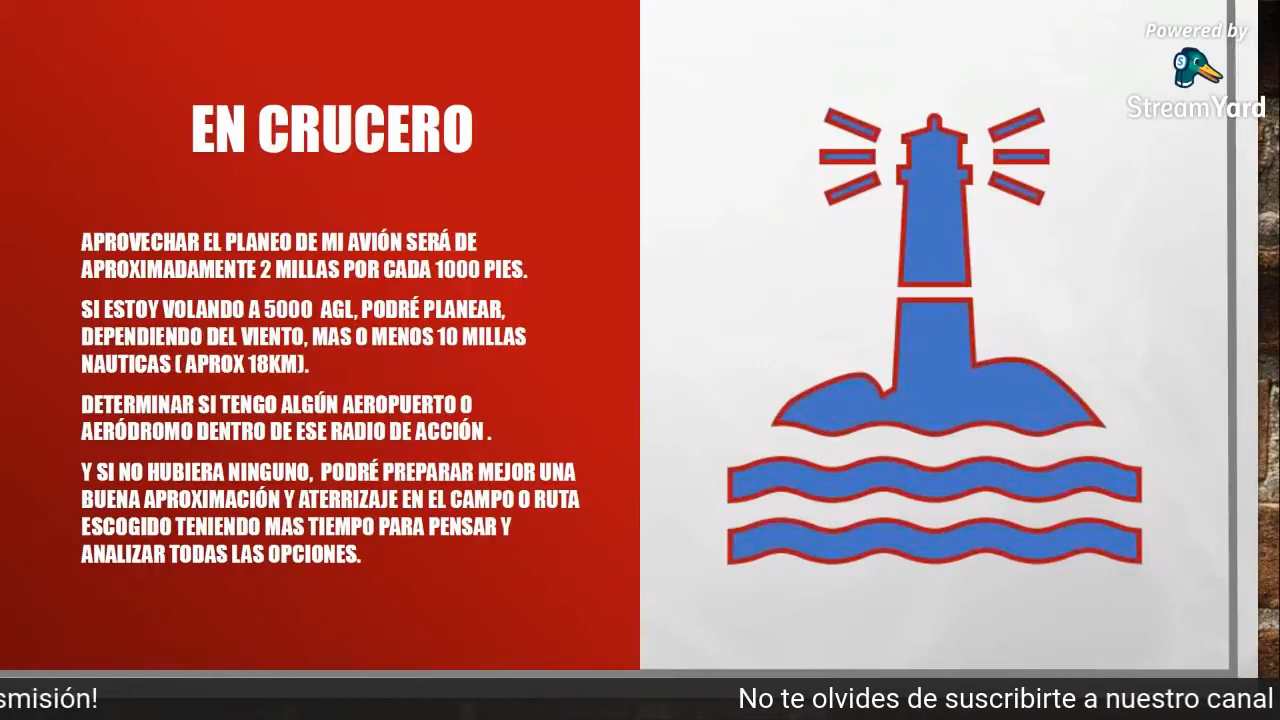 Powered by
StreamYard
EN CRUCERO
APROVECHAR EL PLANEO DE MI AVIÓN SERÁ DE
APROXIMADAMENTE 2 MILLAS POR CADA 1000 PIES.
SI ESTOY VOLANDO A 5000 AGL, PODRÉ PLANEAR,
DEPENDIENDO DEL VIENTO, MAS O MENOS 10 MILLAS
NAUTICAS ( APROX 18KM).
DETERMINAR SI TENGO ALGÚN AEROPUERTO O
AERÓDROMO DENTRO DE ESE RADIO DE ACCIÓN .
Y SI NO HUBIERA NINGUNO, PODRÉ PREPARAR MEJOR UNA
BUENA APROXIMACIÓN Y ATERRIZAJE EN EL CAMPO O RUTA
ESCOGIDO TENIENDO MAS TIEMPO PARA PENSAR Y
ANALIZAR TODAS LAS OPCIONES.
smisión! No te olvides de suscribirte a nuestro canal